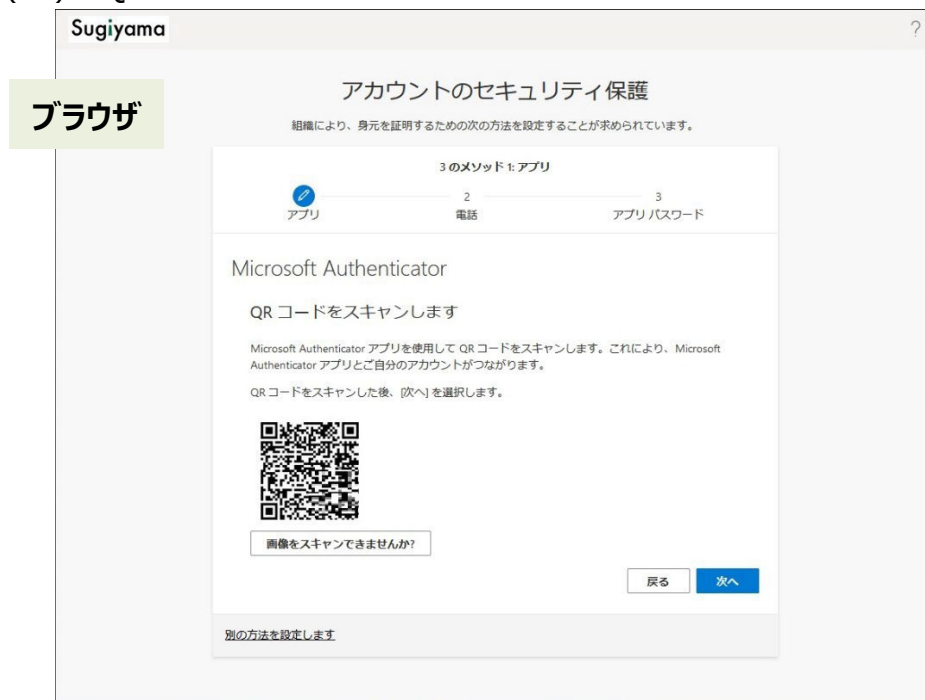 Sugiyama
?
ブラウザ
アカウントのセキュリティ保護
組織により、身元を証明するための次の方法を設定することが求められています。
3 のメソッド 1: アプリ
2
3
アプリ
電話
アプリ パスワード
Microsoft Authenticator
QR コードをスキャンします
Microsoft Authenticator アプリを使用して QR コードをスキャンします。これにより、Microsoft
Authenticator アプリとご自分のアカウントがつながります。
QR コードをスキャンした後、[次へ] を選択します。
画像をスキャンできませんか?
戻る
次へ
別の方法を設定します